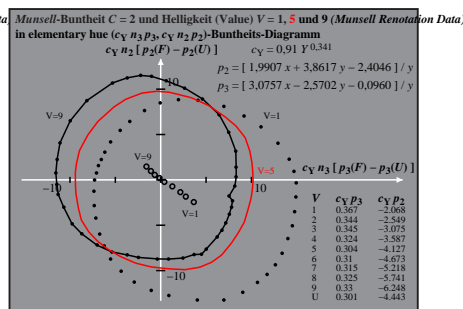 Munsell-Buntheit C = 2 und Helligkeit (Value) V = 1, 5 und 9 (Munsell Renotation Data)
in elementary hue (cY n3p3, cY n2p2)-Buntheits-Diagramm
cY n2 [ p2(F) – p2(U) ]
cY = 0,91 Y^0,341
p2 = [ 1,9907 x + 3,8617 y – 2,4046 ] / y
p3 = [ 3,0757 x – 2,5702 y – 0,0960 ] / y
10
V=9
V=1
V=9
cY n3 [ p3(F) – p3(U) ]
V=5
–10
10
V=1
–10
V cY p3 cY p2
1 0.367 –2.068
2 0.344 –2.549
3 0.345 –3.075
4 0.324 –3.587
5 0.304 –4.127
6 0.31 –4.673
7 0.315 –5.218
8 0.325 –5.741
9 0.33 –6.248
U 0.301 –4.443